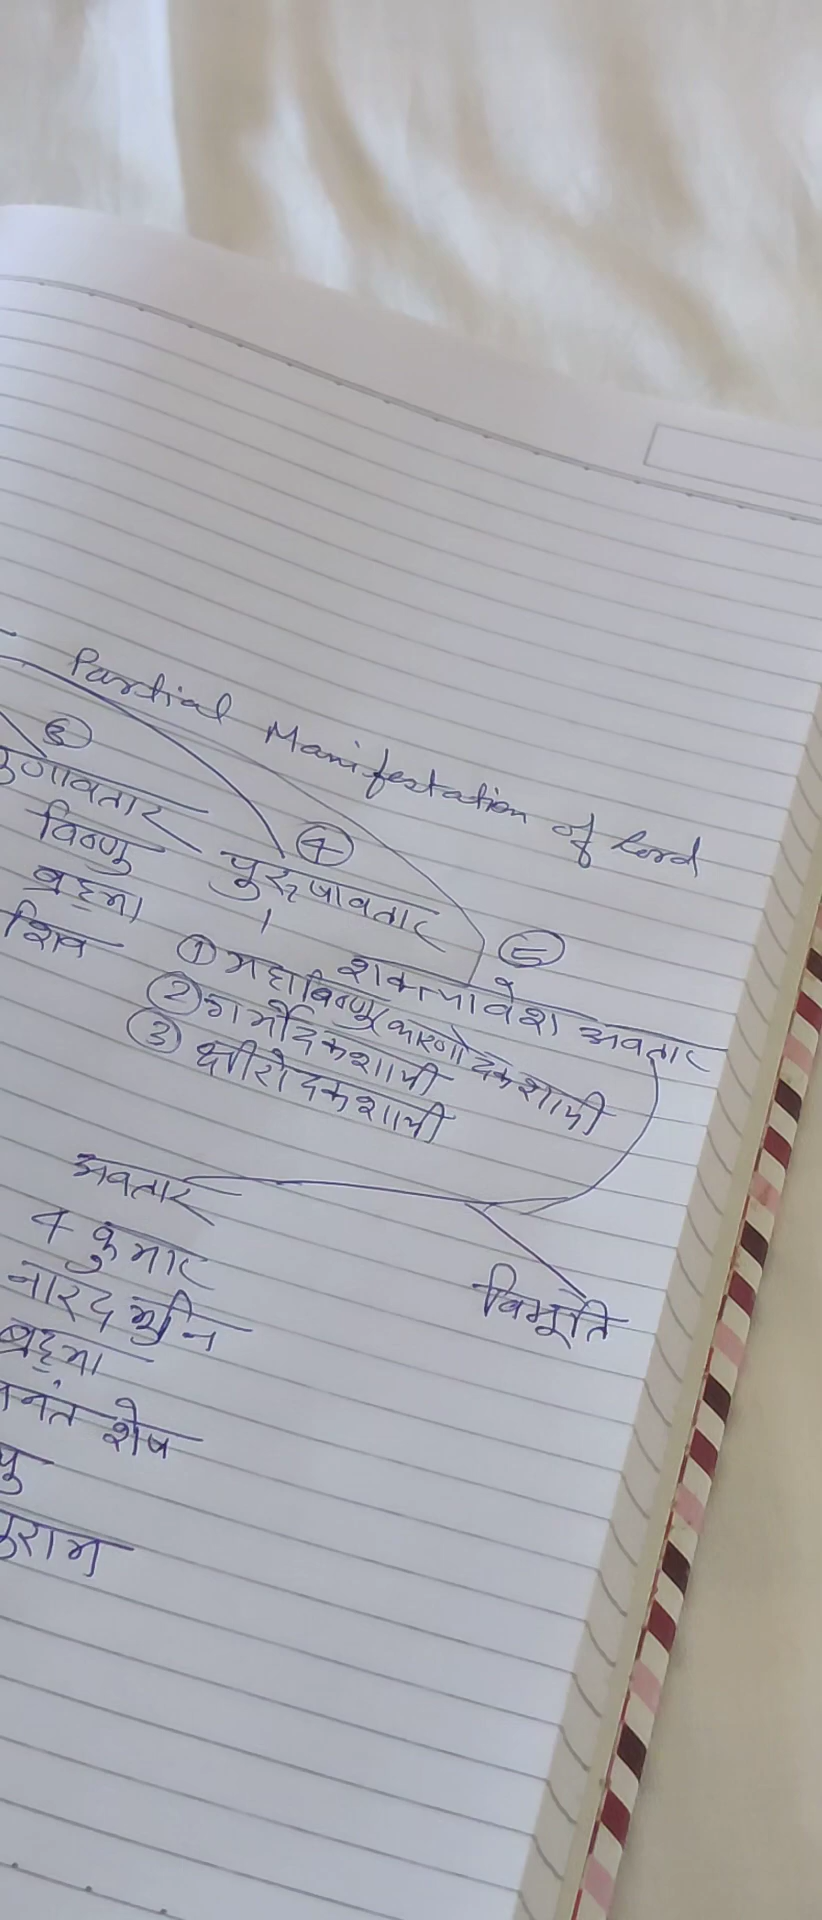 Partial Manifestation of Lord
③
गुणावतार
विष्णु
ब्रह्मा
शिव
④
पुरुषावतार
① महाविष्णु (कारणोदकशायी
② गर्भोदकशायी
③ क्षीरोदकशायी
⑤
शक्त्यावेश अवतार
अवतार
4 कुमार
नारद मुनि
ब्रह्मा
अनंत शेष
पृथु
विभूति